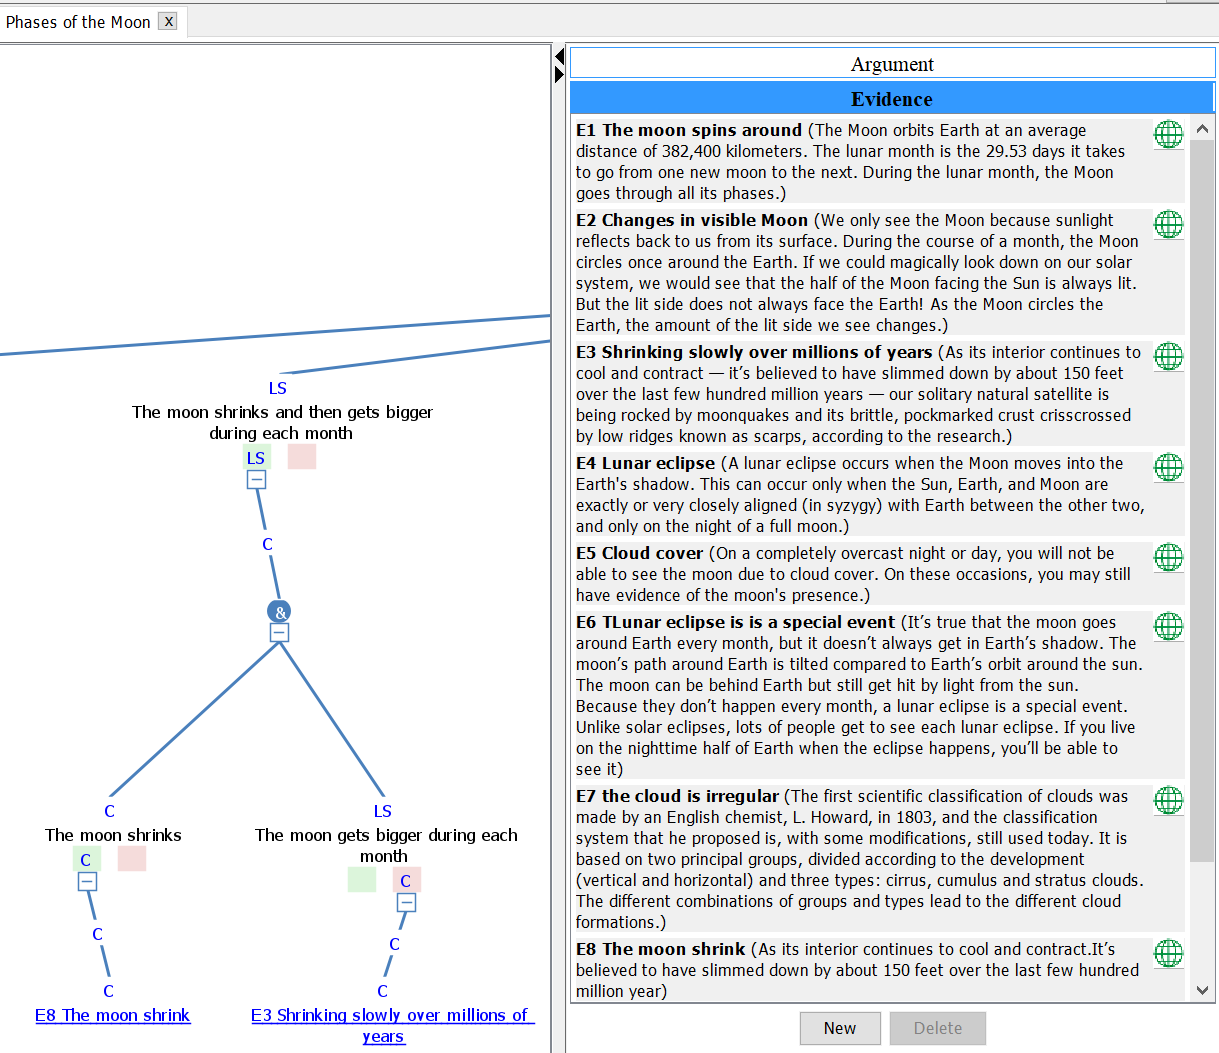 Phases of the Moon x
LS
The moon shrinks and then gets bigger
during each month
LS
C
&
C
The moon shrinks
C
C
C
E8 The moon shrink
LS
The moon gets bigger during each
month
C
C
C
E3 Shrinking slowly over millions of
years
Argument
Evidence
E1 The moon spins around (The Moon orbits Earth at an average
distance of 382,400 kilometers. The lunar month is the 29.53 days it takes
to go from one new moon to the next. During the lunar month, the Moon
goes through all its phases.)
E2 Changes in visible Moon (We only see the Moon because sunlight
reflects back to us from its surface. During the course of a month, the Moon
circles once around the Earth. If we could magically look down on our solar
system, we would see that the half of the Moon facing the Sun is always lit.
But the lit side does not always face the Earth! As the Moon circles the
Earth, the amount of the lit side we see changes.)
E3 Shrinking slowly over millions of years (As its interior continues to
cool and contract — it’s believed to have slimmed down by about 150 feet
over the last few hundred million years — our solitary natural satellite is
being rocked by moonquakes and its brittle, pockmarked crust crisscrossed
by low ridges known as scarps, according to the research.)
E4 Lunar eclipse (A lunar eclipse occurs when the Moon moves into the
Earth's shadow. This can occur only when the Sun, Earth, and Moon are
exactly or very closely aligned (in syzygy) with Earth between the other two,
and only on the night of a full moon.)
E5 Cloud cover (On a completely overcast night or day, you will not be
able to see the moon due to cloud cover. On these occasions, you may still
have evidence of the moon's presence.)
E6 TLunar eclipse is is a special event (It’s true that the moon goes
around Earth every month, but it doesn’t always get in Earth’s shadow. The
moon’s path around Earth is tilted compared to Earth’s orbit around the sun.
The moon can be behind Earth but still get hit by light from the sun.
Because they don’t happen every month, a lunar eclipse is a special event.
Unlike solar eclipses, lots of people get to see each lunar eclipse. If you live
on the nighttime half of Earth when the eclipse happens, you’ll be able to
see it)
E7 the cloud is irregular (The first scientific classification of clouds was
made by an English chemist, L. Howard, in 1803, and the classification
system that he proposed is, with some modifications, still used today. It is
based on two principal groups, divided according to the development
(vertical and horizontal) and three types: cirrus, cumulus and stratus clouds.
The different combinations of groups and types lead to the different cloud
formations.)
E8 The moon shrink (As its interior continues to cool and contract.It’s
believed to have slimmed down by about 150 feet over the last few hundred
million year)
New
Delete